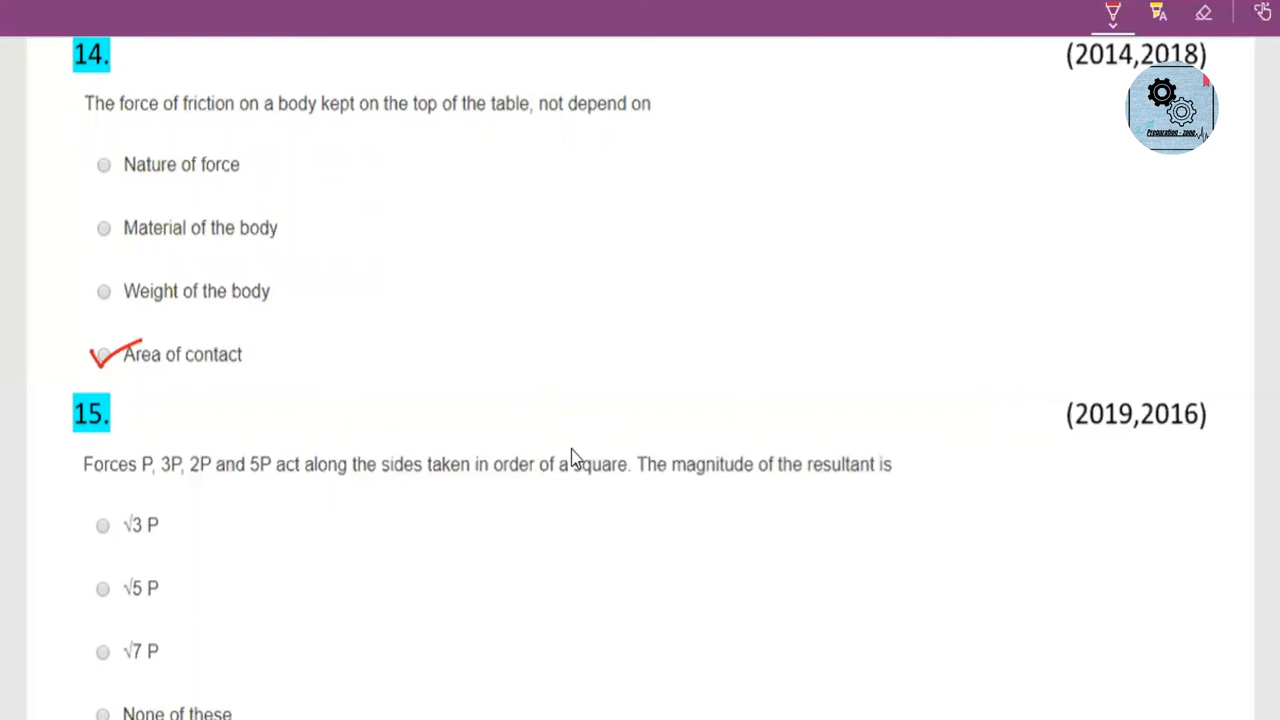 14.
(2014,2018)
The force of friction on a body kept on the top of the table, not depend on
Preparation - zone
Nature of force
Material of the body
Weight of the body
Area of contact
15.
(2019,2016)
Forces P, 3P, 2P and 5P act along the sides taken in order of a square. The magnitude of the resultant is
√3 P
√5 P
√7 P
None of these